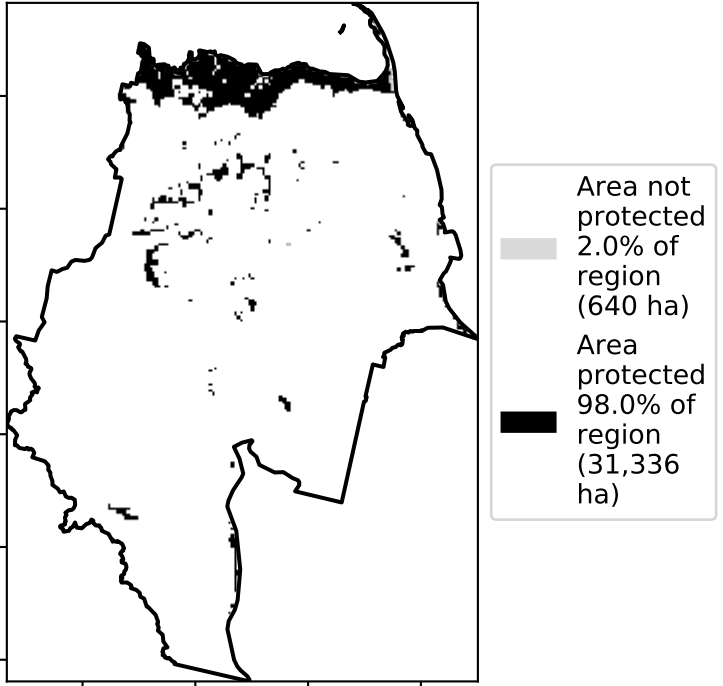 Area not
protected
2.0% of
region
(640 ha)
Area
protected
98.0% of
region
(31,336
ha)